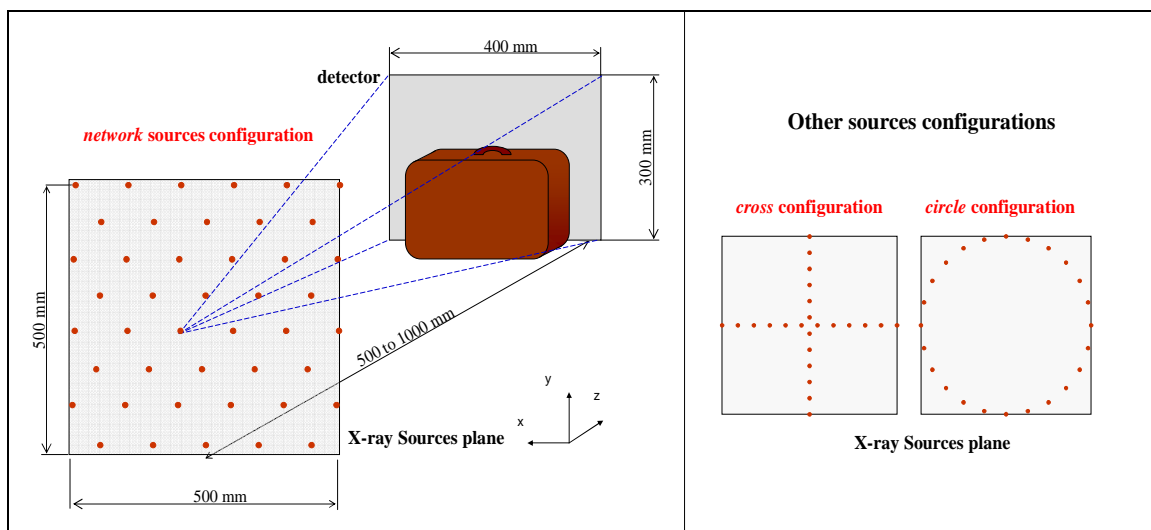 400 mm
detector
network sources configuration
300 mm
500 mm
500 to 1000 mm
y
z
x
X-ray Sources plane
500 mm
Other sources configurations
cross configuration
circle configuration
X-ray Sources plane